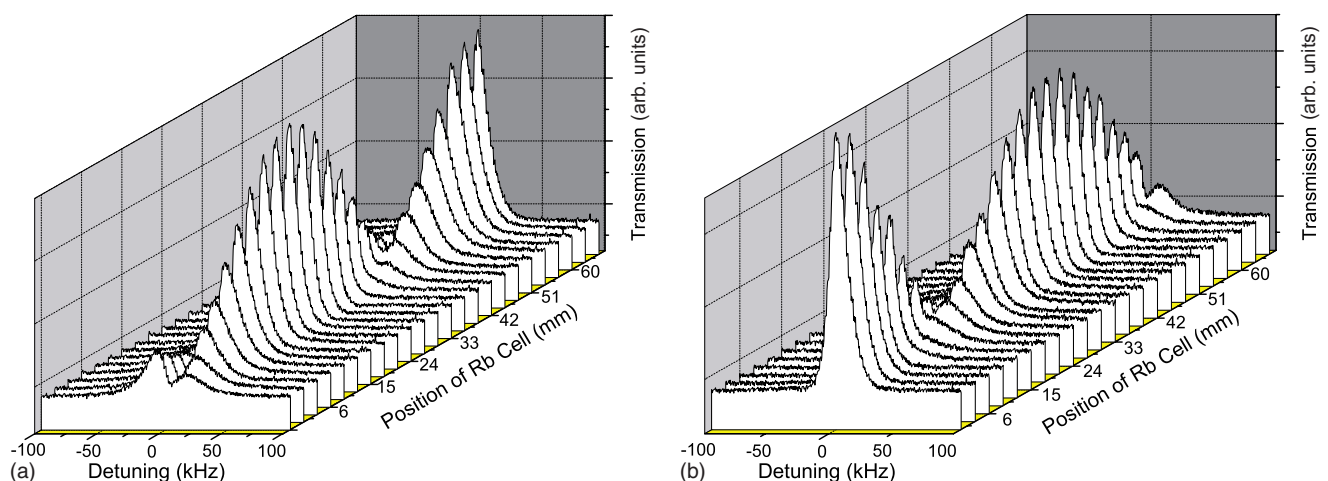 Transmission (arb. units)
60
51
42
33
24
15
6
Position of Rb Cell (mm)
-100 -50 0 50 100
(a) Detuning (kHz)
Transmission (arb. units)
60
51
42
33
24
15
6
Position of Rb Cell (mm)
-100 -50 0 50 100
(b) Detuning (kHz)